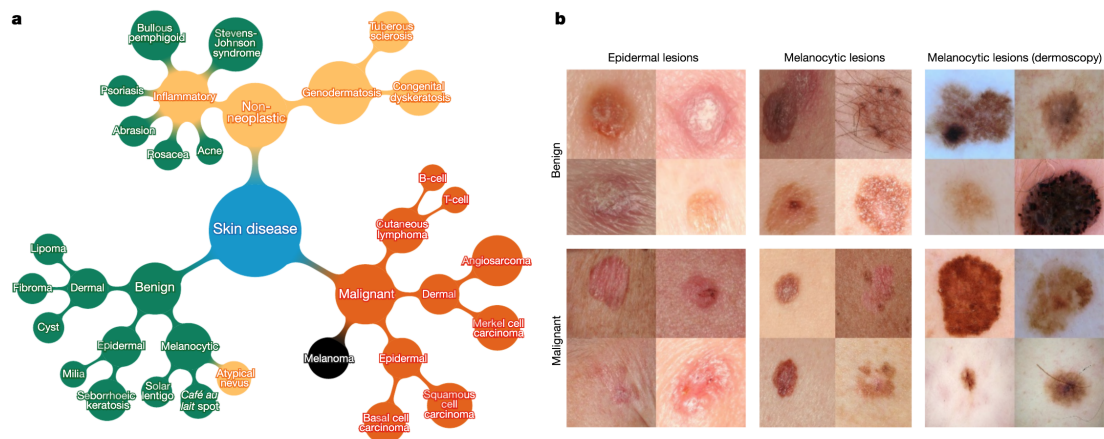 a
Bullous
pemphigoid
Stevens-
Johnson
syndrome
Tuberous
sclerosis
Psoriasis
Inflammatory
Non-
neoplastic
Genodermatosis
Congenital
dyskeratosis
Abrasion
Rosacea
Acne
B-cell
T-cell
Cutaneous
lymphoma
Skin disease
Lipoma
Angiosarcoma
Fibroma
Dermal
Benign
Malignant
Dermal
Cyst
Merkel cell
carcinoma
Epidermal
Melanocytic
Melanoma
Epidermal
Milia
Atypical
nevus
Seborrhoeic
keratosis
Solar
lentigo
Café au
lait spot
Squamous
cell
carcinoma
Basal cell
carcinoma
b
Epidermal lesions
Melanocytic lesions
Melanocytic lesions (dermoscopy)
Benign
Malignant